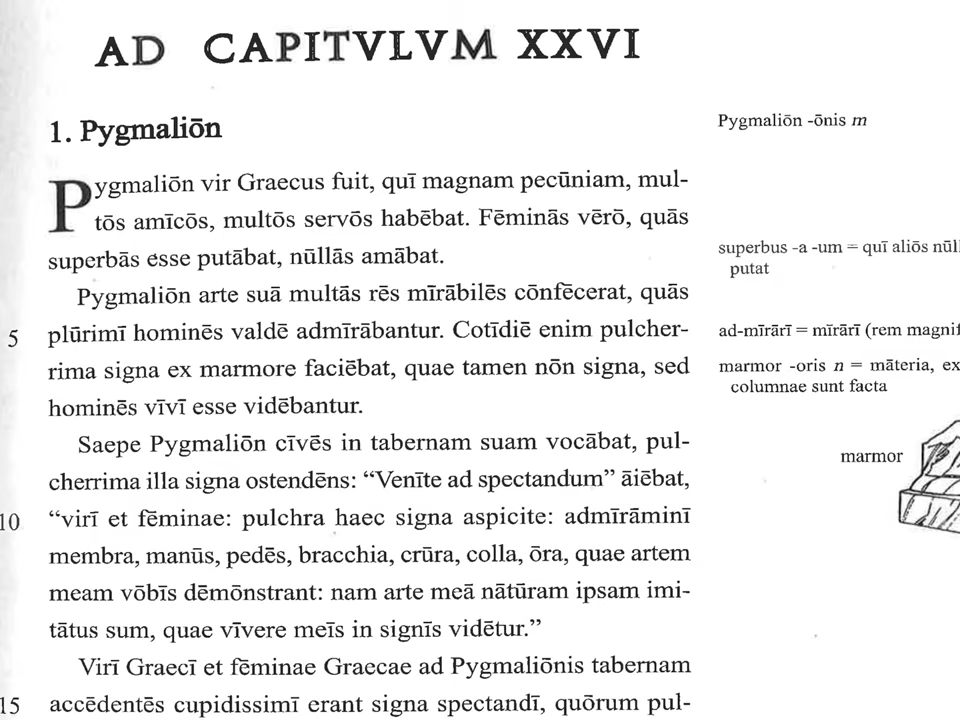 AD CAPITVLVM XXVI
1. Pygmaliōn
Pygmaliōn vir Graecus fuit, quī magnam pecūniam, mul-
tōs amīcōs, multōs servōs habēbat. Fēminās vērō, quās
superbās esse putābat, nūllās amābat.
Pygmaliōn arte suā multās rēs mīrābilēs cōnfēcerat, quās
5 plūrimī hominēs valdē admīrābantur. Cotīdiē enim pulcher-
rima signa ex marmore faciēbat, quae tamen nōn signa, sed
hominēs vīvī esse vidēbantur.
Saepe Pygmaliōn cīvēs in tabernam suam vocābat, pul-
cherrima illa signa ostendēns: “Venīte ad spectandum” āiēbat,
10 “virī et fēminae: pulchra haec signa aspicite: admīrāminī
membra, manūs, pedēs, bracchia, crūra, colla, ōra, quae artem
meam vōbīs dēmōnstrant: nam arte meā nātūram ipsam imi-
tātus sum, quae vīvere meīs in signīs vidētur.”
Virī Graecī et fēminae Graecae ad Pygmaliōnis tabernam
15 accēdentēs cupidissimī erant signa spectandī, quōrum pul-
Pygmaliōn -ōnis m
superbus -a -um = quī aliōs nūll
putat
ad-mīrārī = mīrārī (rem magnif
marmor -oris n = māteria, ex
columnae sunt facta
marmor